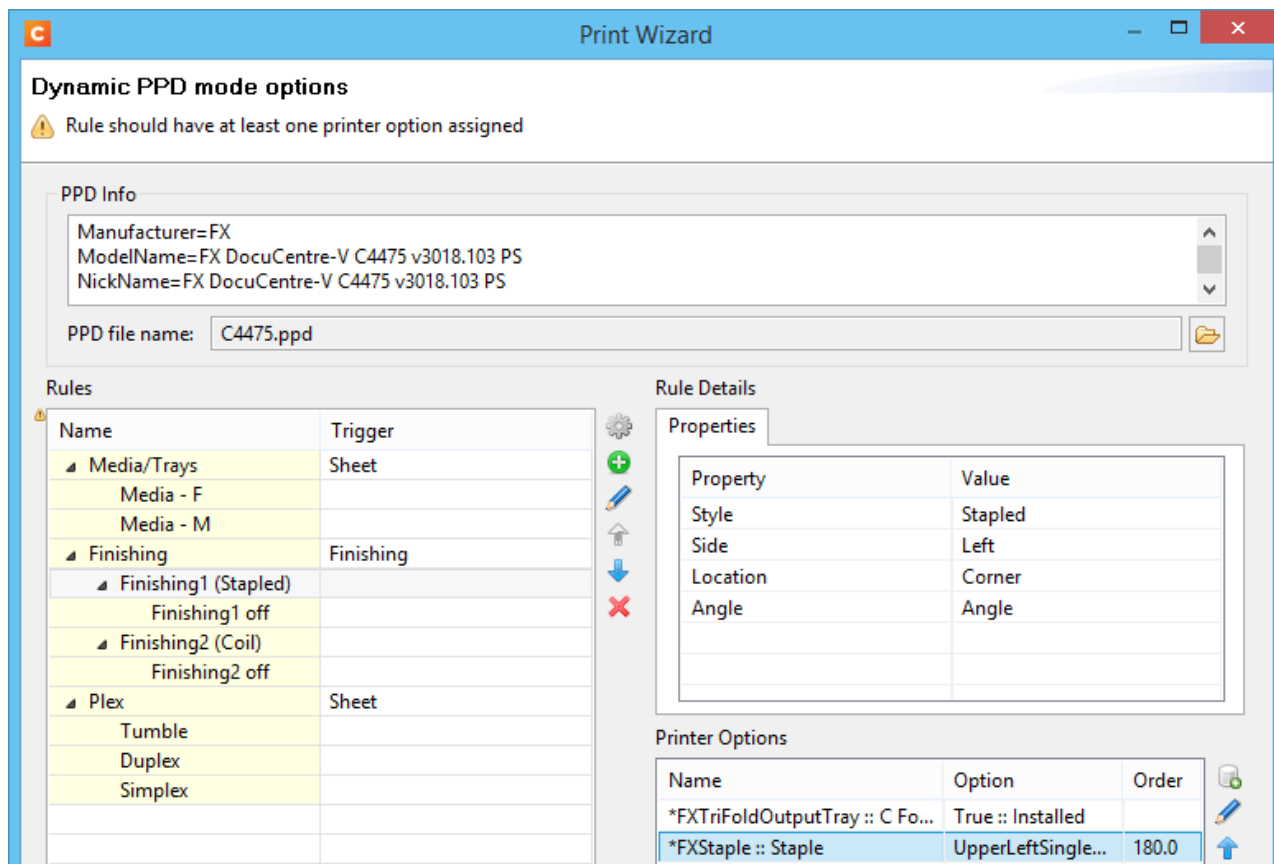 C
Print Wizard
Dynamic PPD mode options
Rule should have at least one printer option assigned
PPD Info
Manufacturer=FX
ModelName=FX DocuCentre-V C4475 v3018.103 PS
NickName=FX DocuCentre-V C4475 v3018.103 PS
PPD file name: C4475.ppd
Rules
Name Trigger
Media/Trays Sheet
Media - F
Media - M
Finishing Finishing
Finishing1 (Stapled)
Finishing1 off
Finishing2 (Coil)
Finishing2 off
Plex Sheet
Tumble
Duplex
Simplex
Rule Details
Properties
Property Value
Style Stapled
Side Left
Location Corner
Angle Angle
Printer Options
Name Option Order
*FXTriFoldOutputTray :: C Fo... True :: Installed
*FXStaple :: Staple UpperLeftSingle... 180.0